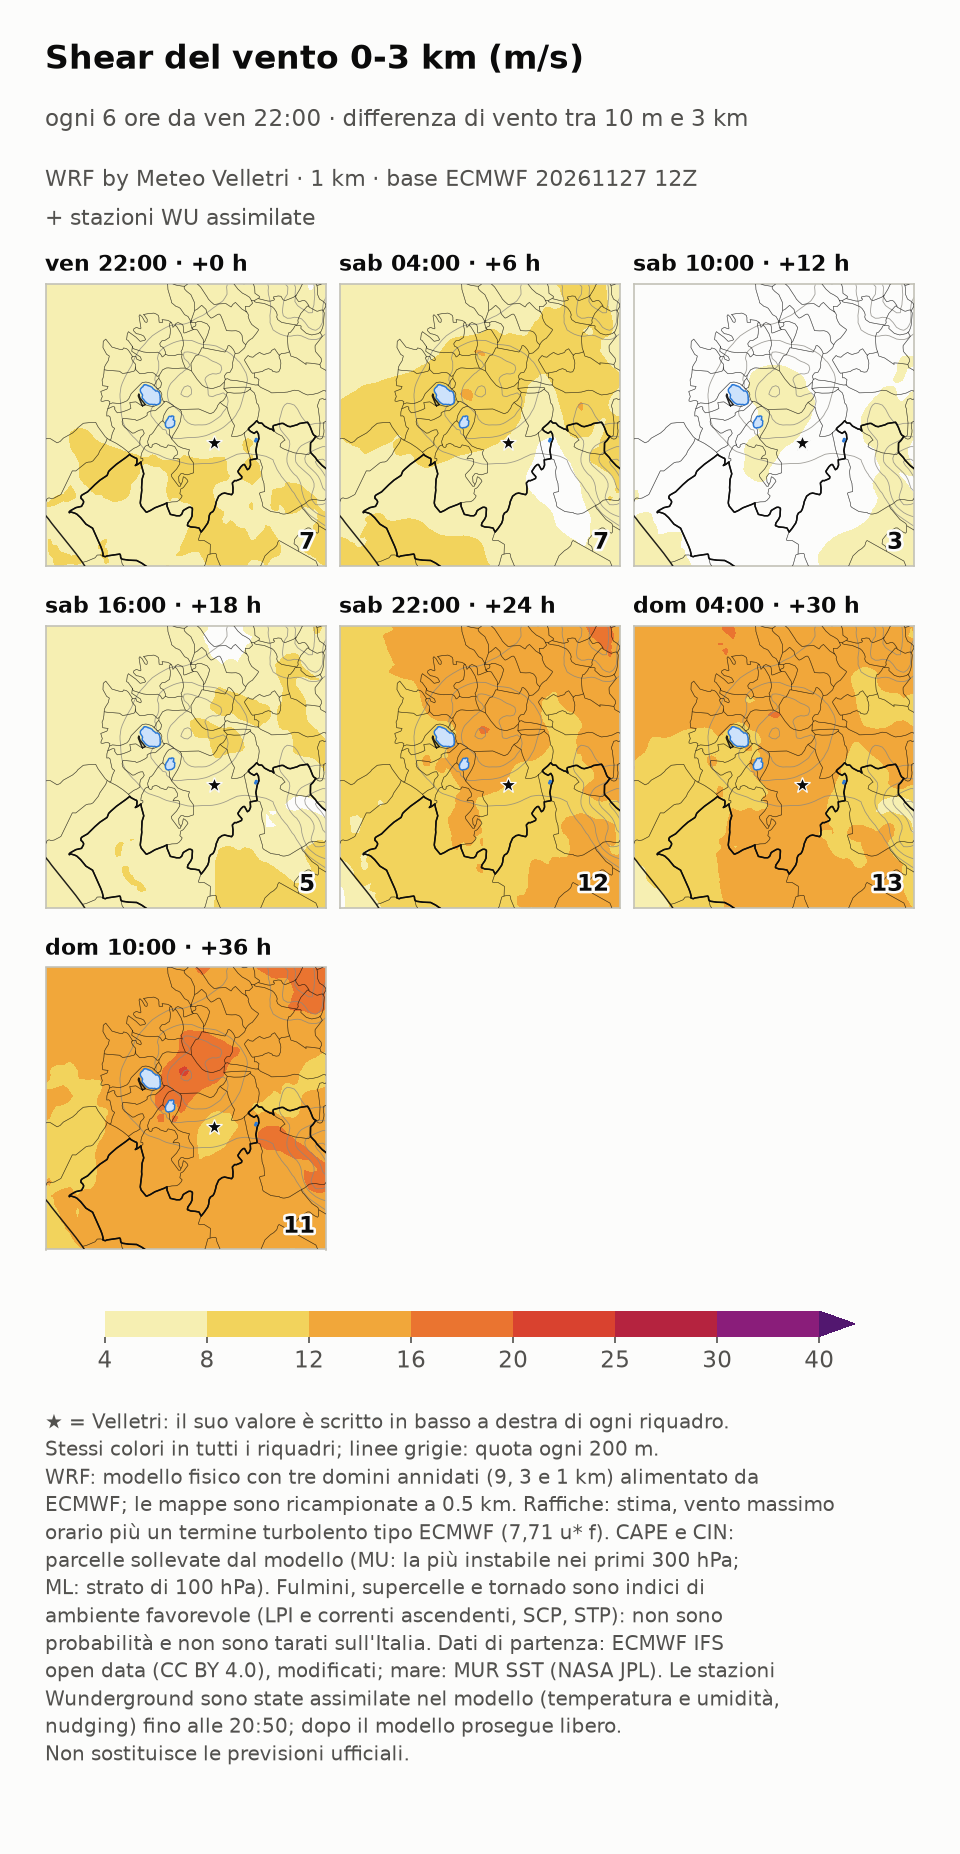 Shear del vento 0-3 km (m/s)
ogni 6 ore da ven 22:00 · differenza di vento tra 10 m e 3 km
WRF by Meteo Velletri · 1 km · base ECMWF 20261127 12Z
+ stazioni WU assimilate
ven 22:00 · +0 h
sab 04:00 · +6 h
sab 10:00 · +12 h
7
7
3
sab 16:00 · +18 h
sab 22:00 · +24 h
dom 04:00 · +30 h
5
12
13
dom 10:00 · +36 h
11
4 8 12 16 20 25 30 40
★ = Velletri: il suo valore è scritto in basso a destra di ogni riquadro.
Stessi colori in tutti i riquadri; linee grigie: quota ogni 200 m.
WRF: modello fisico con tre domini annidati (9, 3 e 1 km) alimentato da
ECMWF; le mappe sono ricampionate a 0.5 km. Raffiche: stima, vento massimo
orario più un termine turbolento tipo ECMWF (7,71 u* f). CAPE e CIN:
parcelle sollevate dal modello (MU: la più instabile nei primi 300 hPa;
ML: strato di 100 hPa). Fulmini, supercelle e tornado sono indici di
ambiente favorevole (LPI e correnti ascendenti, SCP, STP): non sono
probabilità e non sono tarati sull'Italia. Dati di partenza: ECMWF IFS
open data (CC BY 4.0), modificati; mare: MUR SST (NASA JPL). Le stazioni
Wunderground sono state assimilate nel modello (temperatura e umidità,
nudging) fino alle 20:50; dopo il modello prosegue libero.
Non sostituisce le previsioni ufficiali.